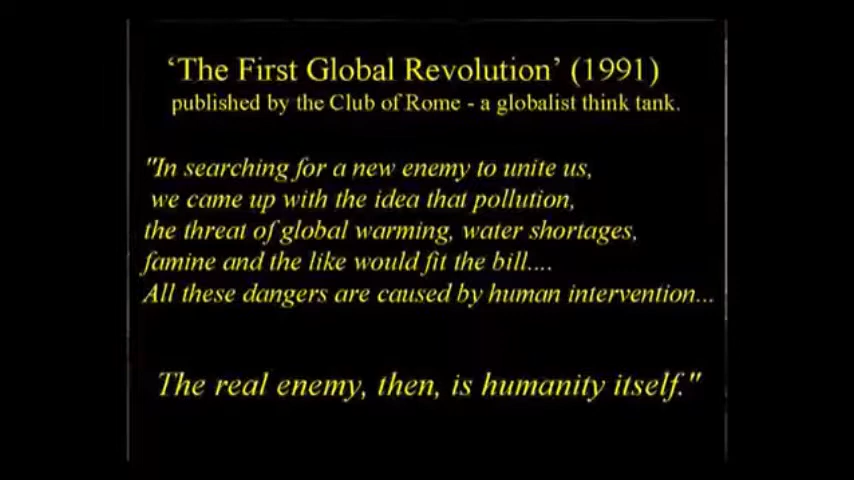 ‘The First Global Revolution’ (1991)
published by the Club of Rome - a globalist think tank.
"In searching for a new enemy to unite us,
we came up with the idea that pollution,
the threat of global warming, water shortages,
famine and the like would fit the bill....
All these dangers are caused by human intervention...
The real enemy, then, is humanity itself."